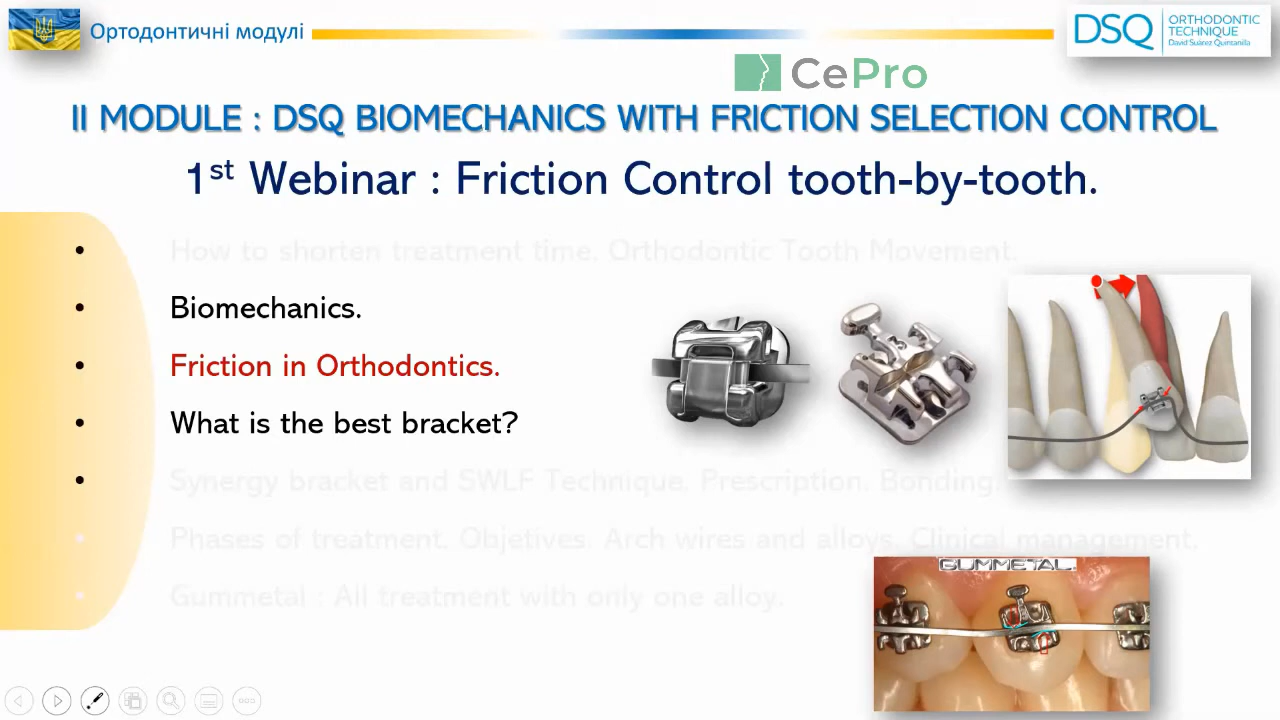 Ортодонтичні модулі
DSQ ORTHODONTIC TECHNIQUE David Suárez Quintanilla
CePro
II MODULE : DSQ BIOMECHANICS WITH FRICTION SELECTION CONTROL
1st Webinar : Friction Control tooth-by-tooth.
• How to shorten treatment time. Orthodontic Tooth Movement.
• Biomechanics.
• Friction in Orthodontics.
• What is the best bracket?
• Synergy bracket and SWLF Technique. Prescription. Bonding.
• Phases of treatment. Objetives. Arch wires and alloys. Clinical management.
• Gummetal : All treatment with only one alloy.
GUMMETAL